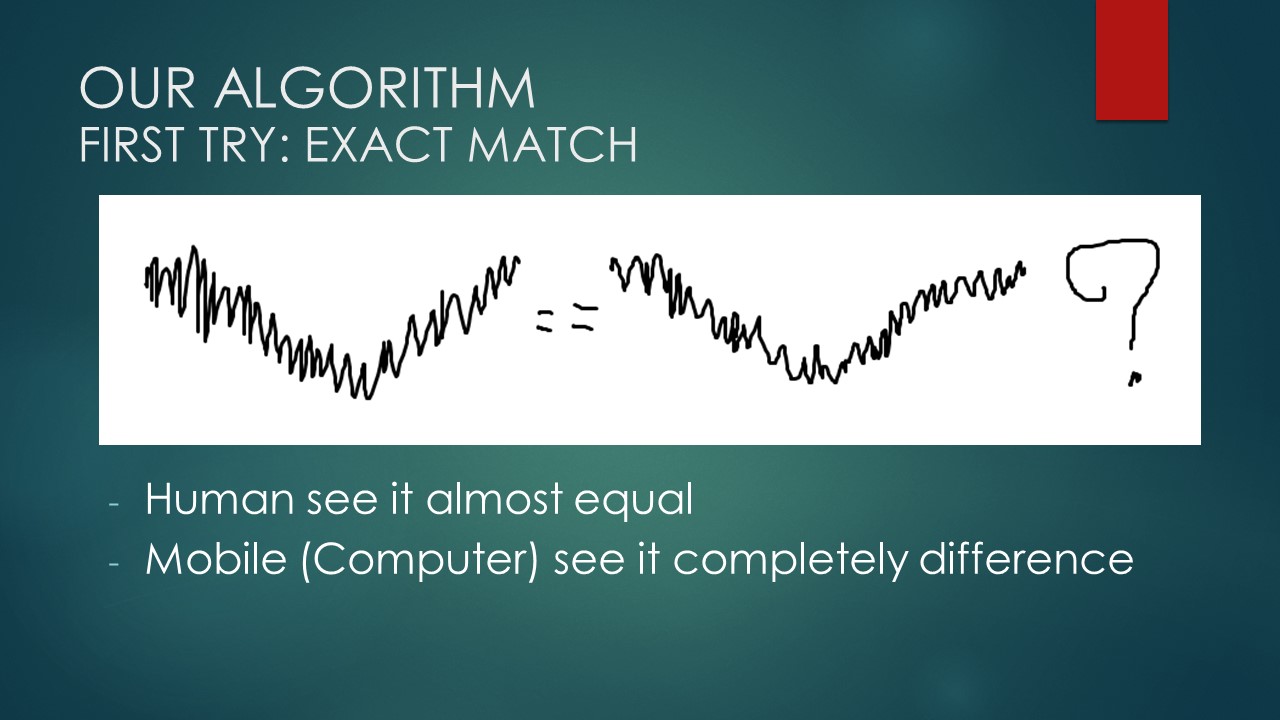 OUR ALGORITHM
FIRST TRY: EXACT MATCH
== ?
- Human see it almost equal
- Mobile (Computer) see it completely difference